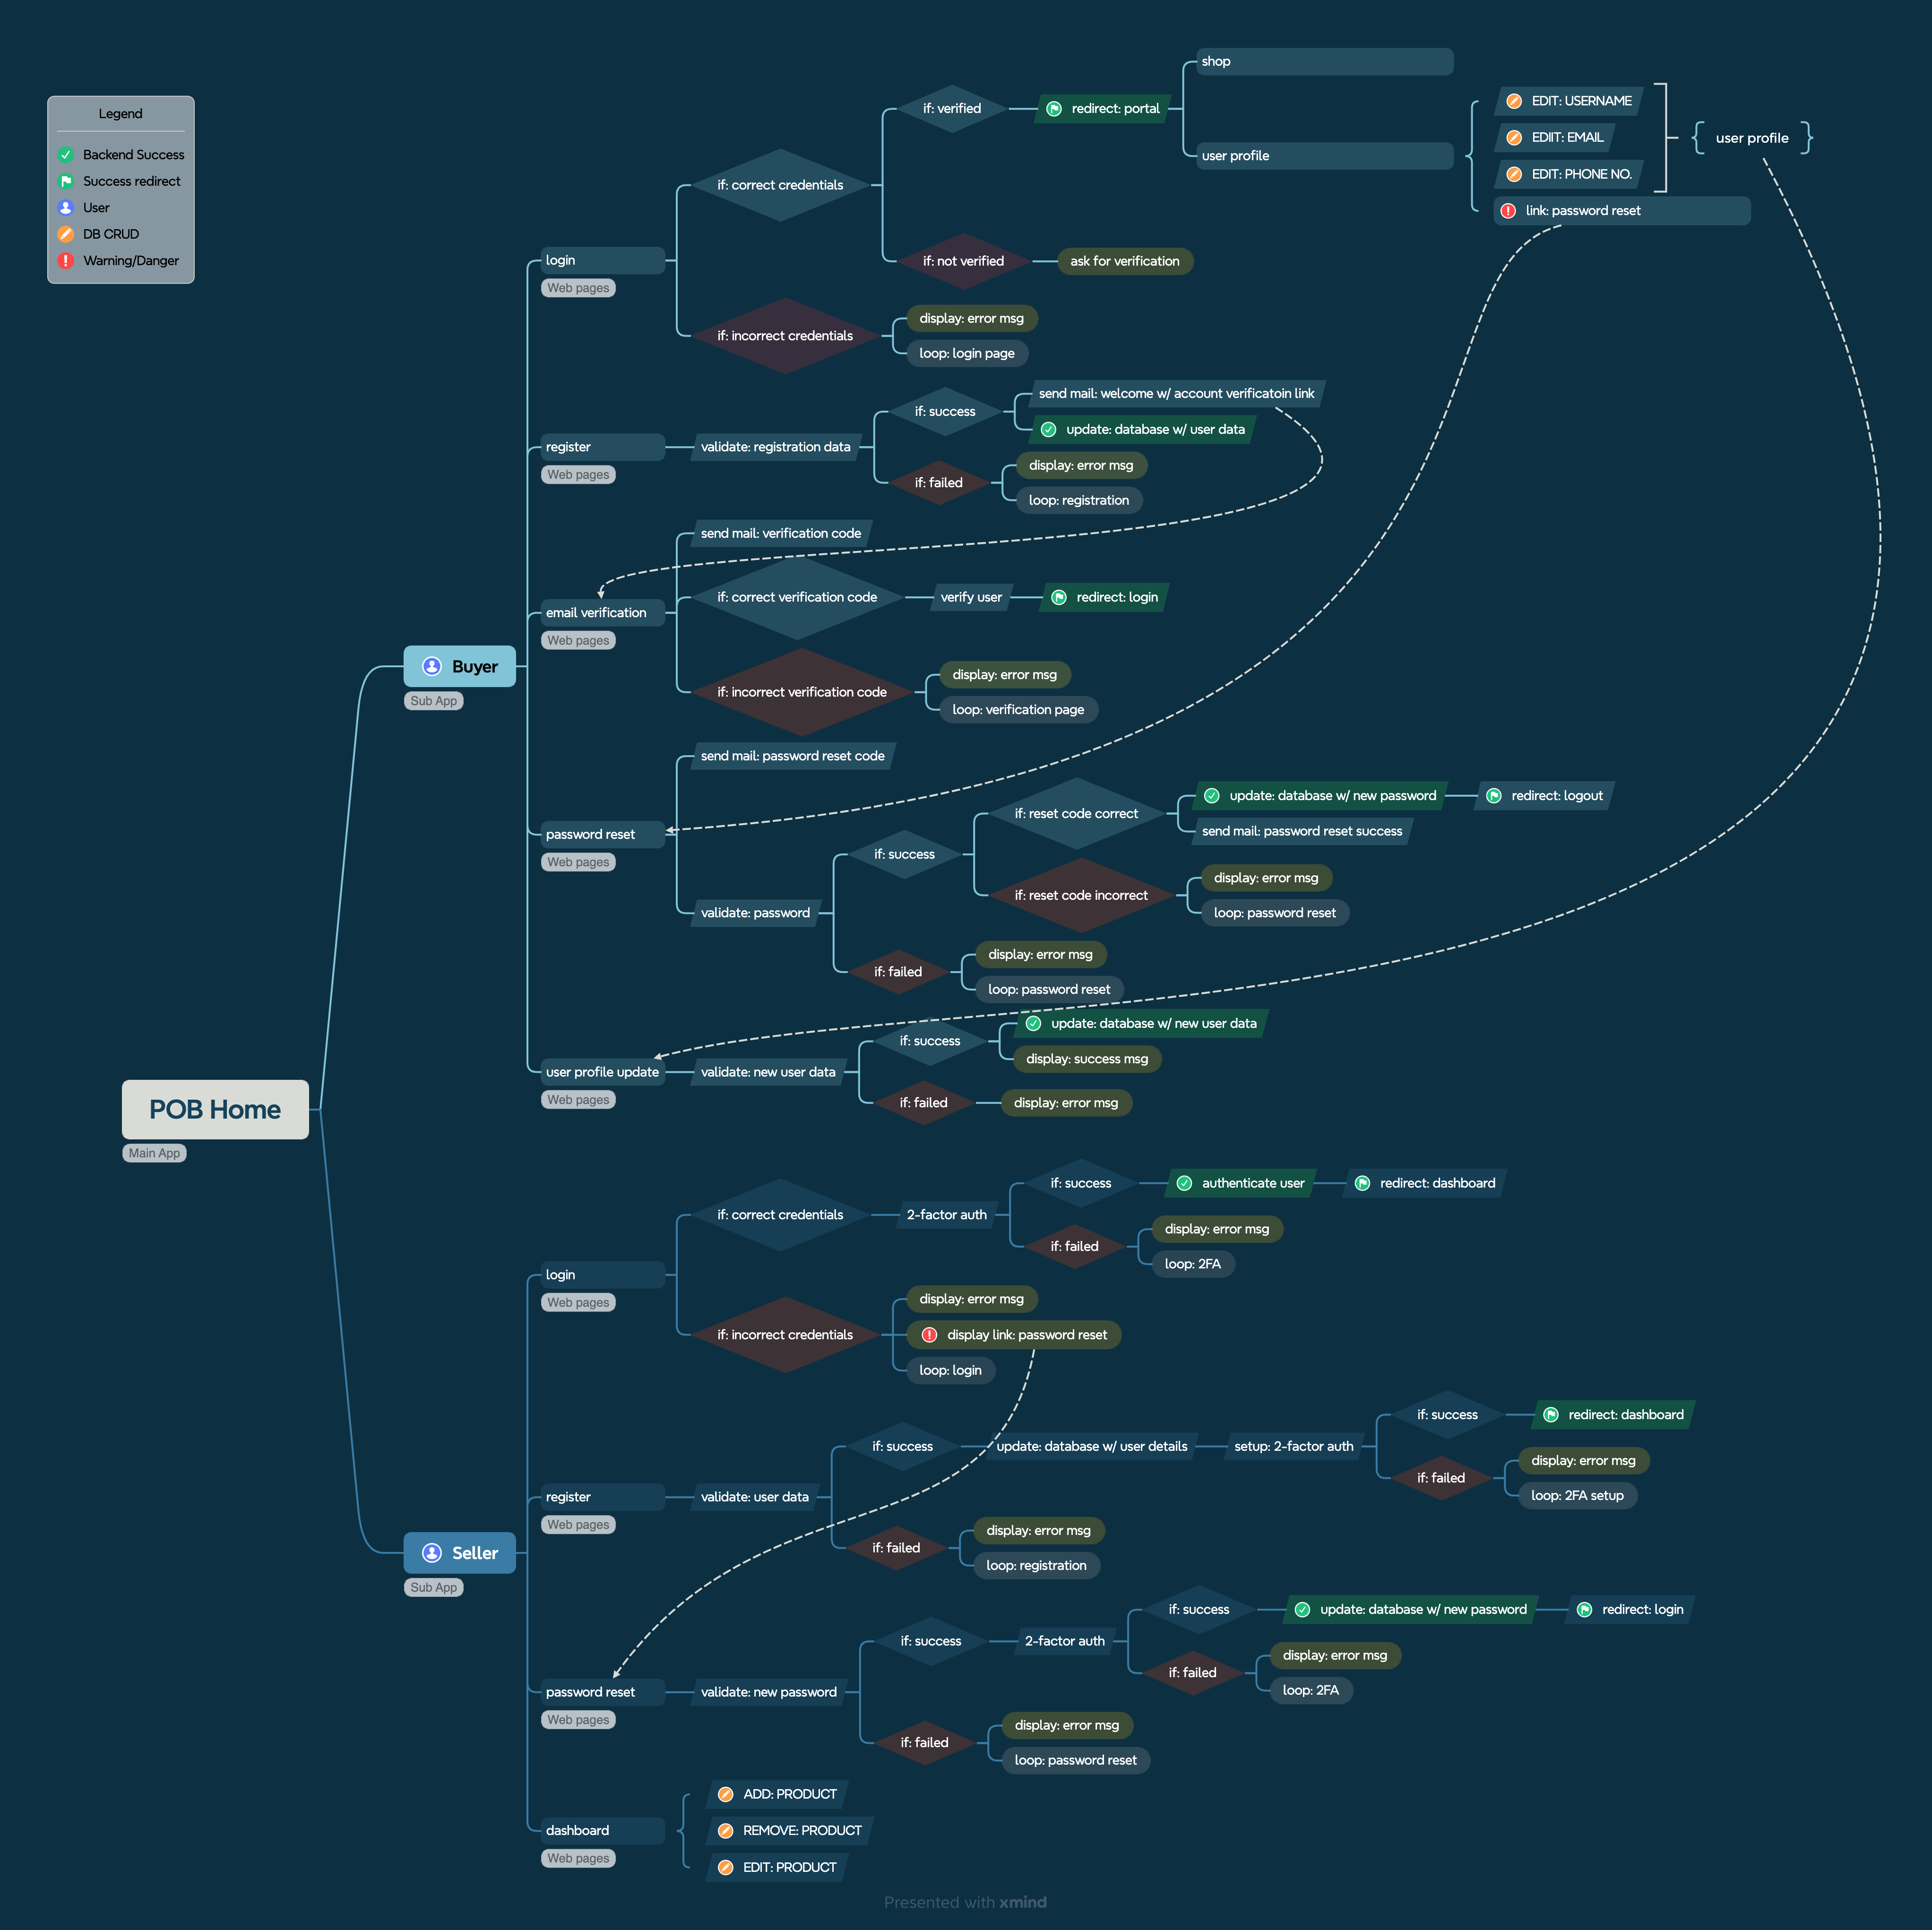 Legend
Backend Success
Success redirect
User
DB CRUD
Warning/Danger
POB Home
Main App
Buyer
Sub App
login
Web pages
if: correct credentials
if: verified
redirect: portal
shop
user profile
EDIT: USERNAME
EDIIT: EMAIL
EDIT: PHONE NO.
user profile
link: password reset
if: not verified
ask for verification
if: incorrect credentials
display: error msg
loop: login page
register
Web pages
validate: registration data
if: success
send mail: welcome w/ account verificatoin link
update: database w/ user data
if: failed
display: error msg
loop: registration
email verification
Web pages
send mail: verification code
if: correct verification code
verify user
redirect: login
if: incorrect verification code
display: error msg
loop: verification page
password reset
Web pages
send mail: password reset code
validate: password
if: success
if: reset code correct
update: database w/ new password
redirect: logout
send mail: password reset success
if: reset code incorrect
display: error msg
loop: password reset
if: failed
display: error msg
loop: password reset
user profile update
Web pages
validate: new user data
if: success
update: database w/ new user data
display: success msg
if: failed
display: error msg
Seller
Sub App
login
Web pages
if: correct credentials
2-factor auth
if: success
authenticate user
redirect: dashboard
if: failed
display: error msg
loop: 2FA
if: incorrect credentials
display: error msg
display link: password reset
loop: login
register
Web pages
validate: user data
if: success
update: database w/ user details
setup: 2-factor auth
if: success
redirect: dashboard
if: failed
display: error msg
loop: 2FA setup
if: failed
display: error msg
loop: registration
password reset
Web pages
validate: new password
if: success
2-factor auth
if: success
update: database w/ new password
redirect: login
if: failed
display: error msg
loop: 2FA
if: failed
display: error msg
loop: password reset
dashboard
Web pages
ADD: PRODUCT
REMOVE: PRODUCT
EDIT: PRODUCT
Presented with xmind